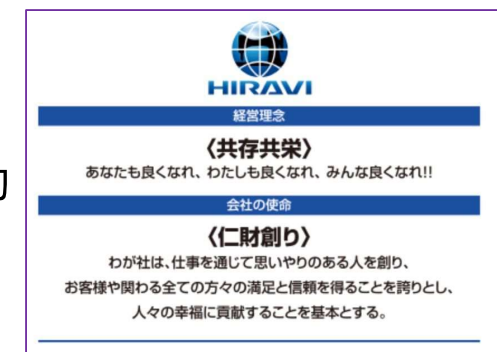 HIRAVI
経営理念
〈共存共栄〉
あなたも良くなれ、わたしも良くなれ、みんな良くなれ!!
会社の使命
〈仁財創り〉
わが社は、仕事を通じて思いやりのある人を創り、
お客様や関わる全ての方々の満足と信頼を得ることを誇りとし、
人々の幸福に貢献することを基本とする。